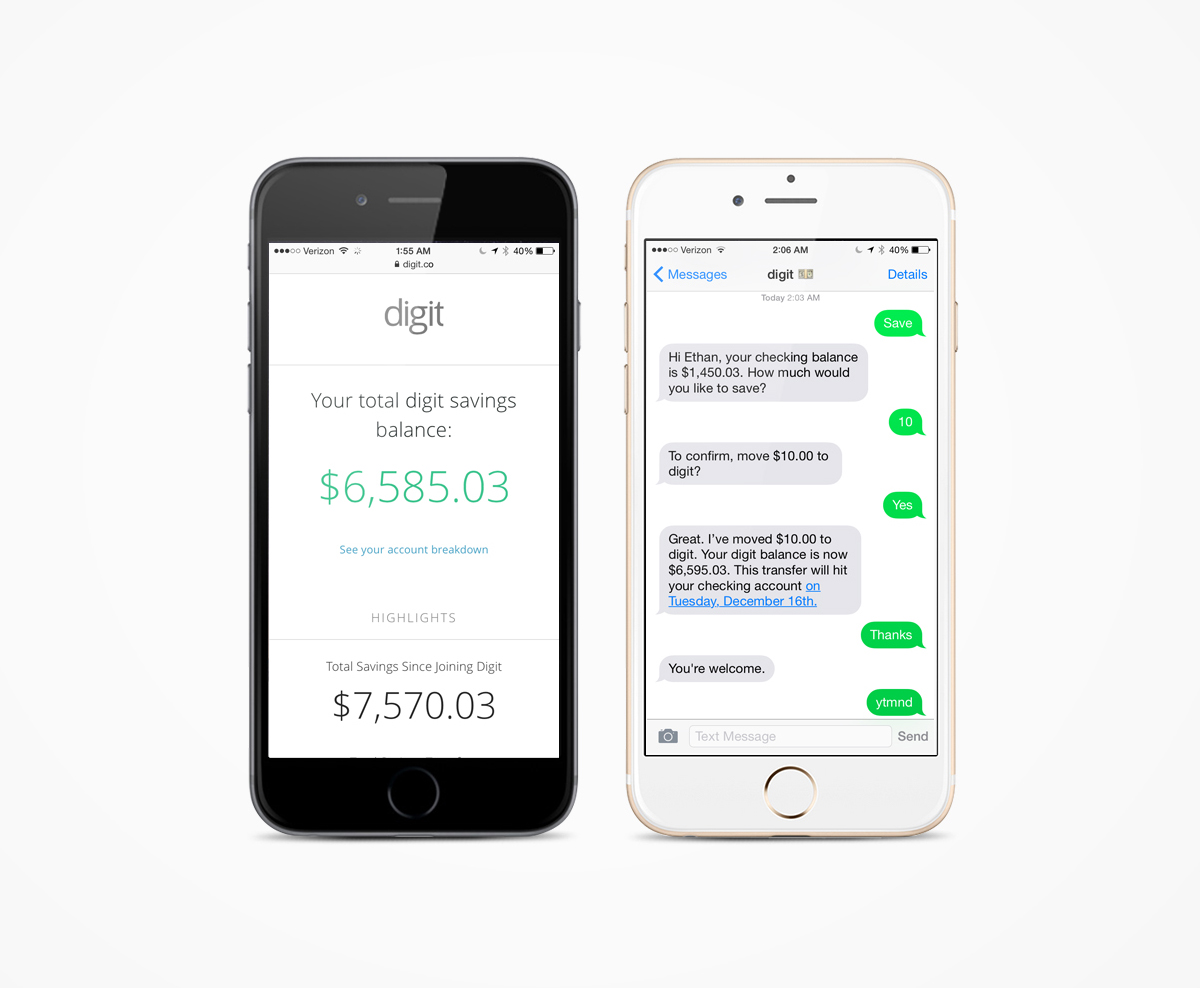 Verizon 1:55 AM 40%
digit.co
digit
Your total digit savings
balance:
$6,585.03
See your account breakdown
HIGHLIGHTS
Total Savings Since Joining Digit
$7,570.03
Verizon 2:06 AM 40%
Messages digit Details
Today 2:03 AM
Save
Hi Ethan, your checking balance
is $1,450.03. How much would
you like to save?
10
To confirm, move $10.00 to
digit?
Yes
Great. I’ve moved $10.00 to
digit. Your digit balance is now
$6,595.03. This transfer will hit
your checking account on
Tuesday, December 16th.
Thanks
You're welcome.
ytmnd
Text Message Send